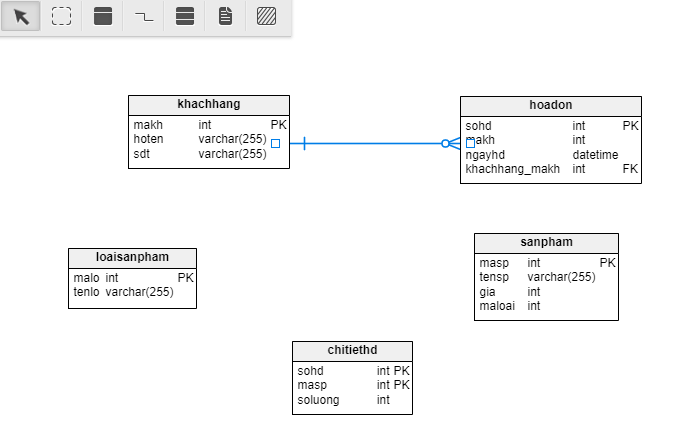 khachhang
makh int PK
hoten varchar(255)
sdt varchar(255)
hoadon
sohd int PK
makh int
ngayhd datetime
khachhang_makh int FK
loaisanpham
malo int PK
tenlo varchar(255)
sanpham
masp int PK
tensp varchar(255)
gia int
maloai int
chitiethd
sohd int PK
masp int PK
soluong int